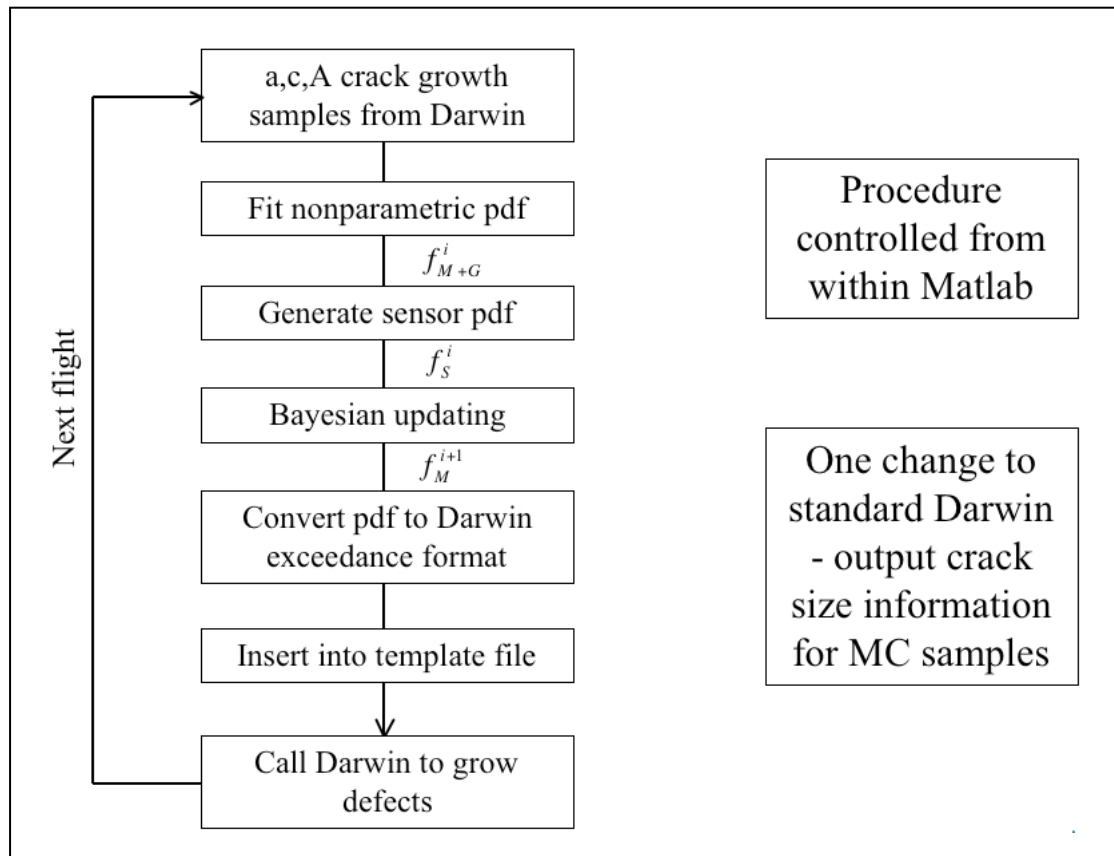 a,c,A crack growth
samples from Darwin
Fit nonparametric pdf
f^i_{M+G}
Generate sensor pdf
f^i_S
Bayesian updating
f^{i+1}_M
Convert pdf to Darwin
exceedance format
Insert into template file
Call Darwin to grow
defects
Next flight
Procedure
controlled from
within Matlab
One change to
standard Darwin
- output crack
size information
for MC samples